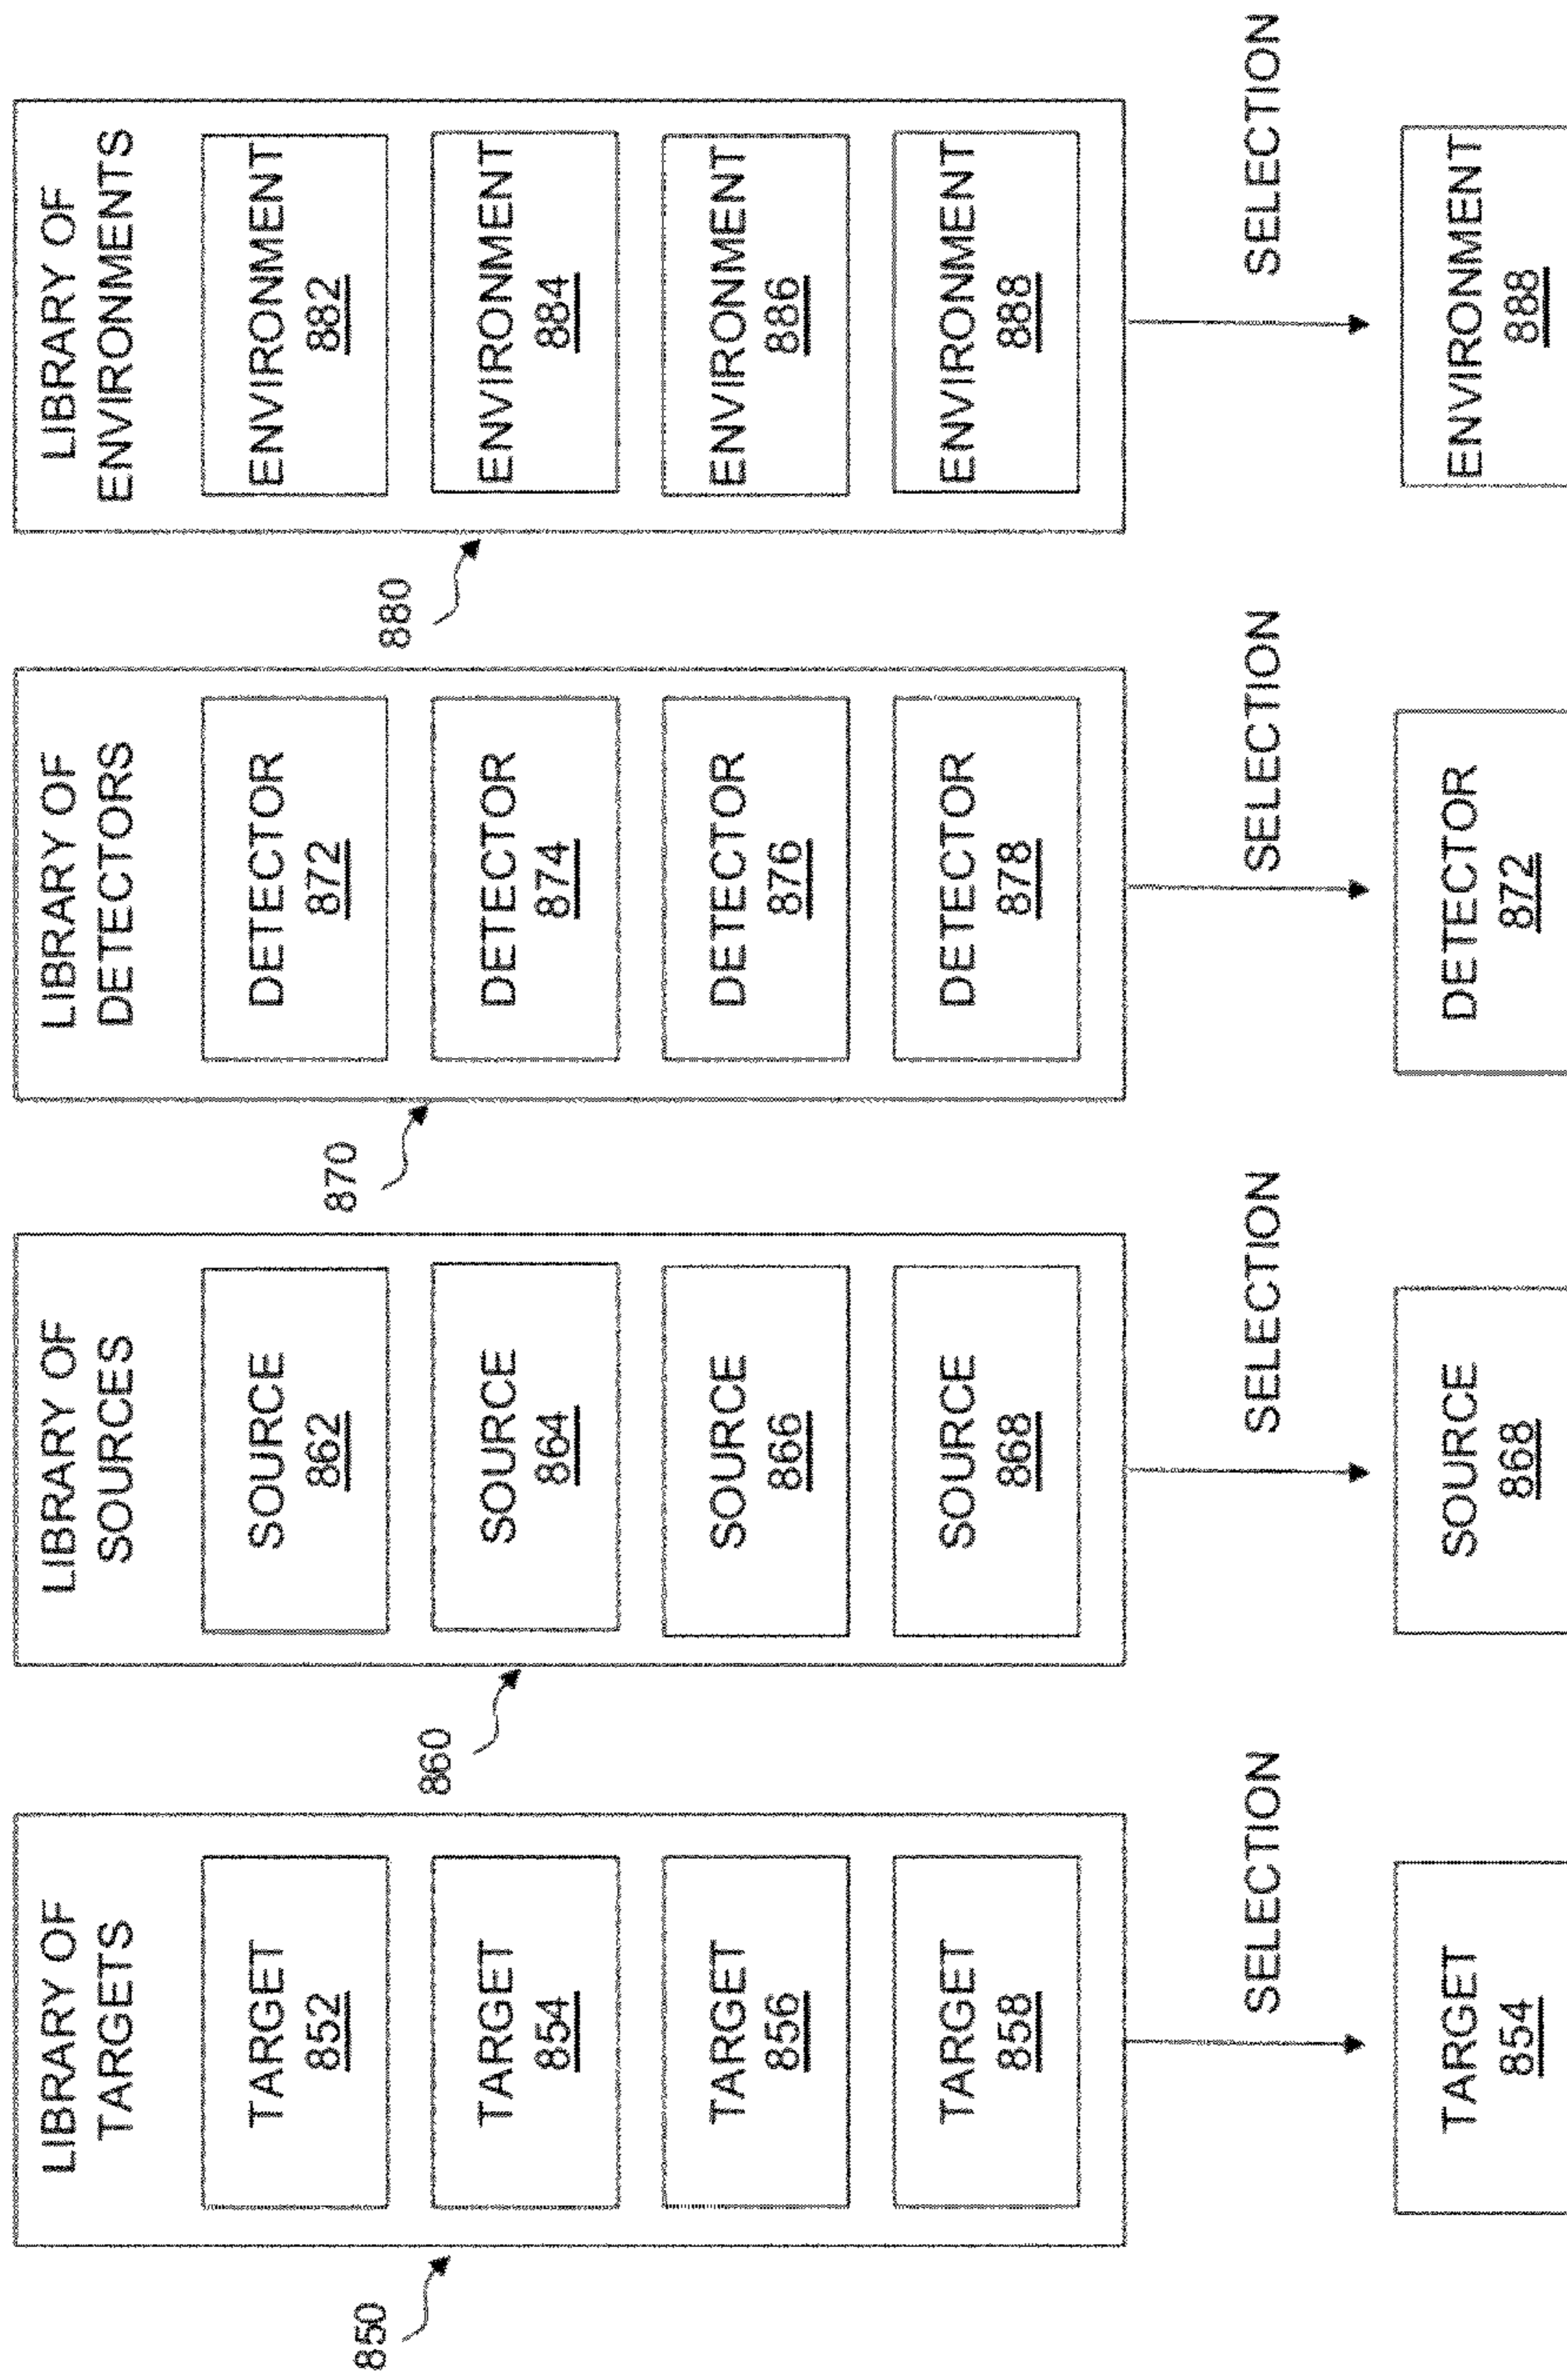 LIBRARY OF
TARGETS
TARGET
852
TARGET
854
TARGET
856
TARGET
858
850
SELECTION
TARGET
854
LIBRARY OF
SOURCES
SOURCE
862
SOURCE
864
SOURCE
866
SOURCE
868
860
SELECTION
SOURCE
868
LIBRARY OF
DETECTORS
DETECTOR
872
DETECTOR
874
DETECTOR
876
DETECTOR
878
870
SELECTION
DETECTOR
872
LIBRARY OF
ENVIRONMENTS
ENVIRONMENT
882
ENVIRONMENT
884
ENVIRONMENT
886
ENVIRONMENT
888
880
SELECTION
ENVIRONMENT
888